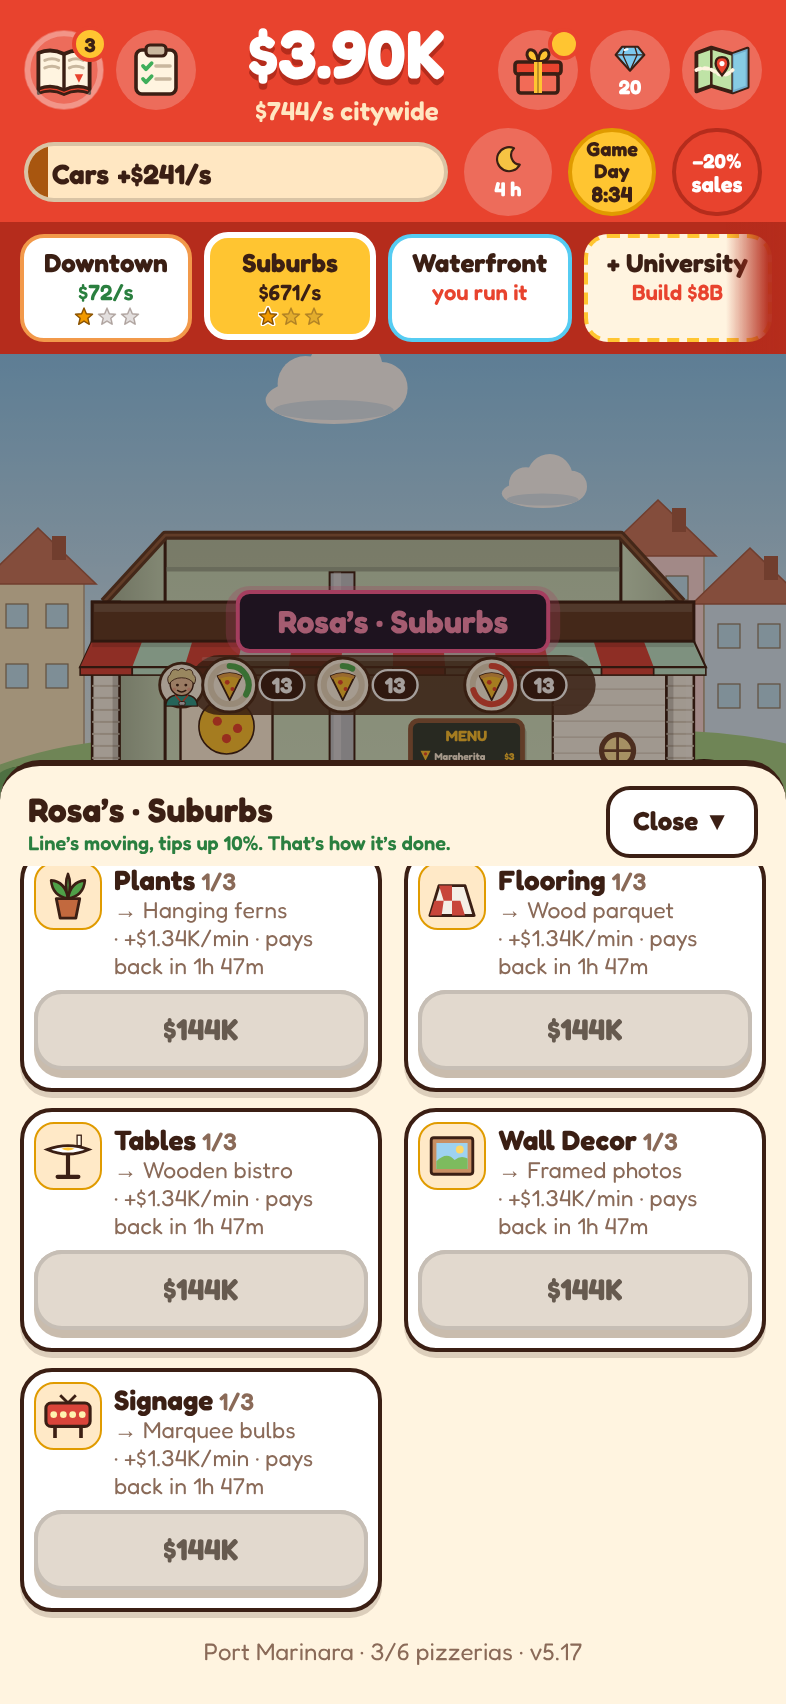 3
$3.90K
$744/s citywide
20
Cars +$241/s
4 h
Game
Day
8:34
−20%
sales
Downtown
$72/s
Suburbs
$671/s
Waterfront
you run it
+ University
Build $8B
Rosa's · Suburbs
13
13
13
MENU
Margherita $3
Rosa's · Suburbs
Line's moving, tips up 10%. That's how it's done.
Close ▼
Plants 1/3
→ Hanging ferns
· +$1.34K/min · pays
back in 1h 47m
$144K
Flooring 1/3
→ Wood parquet
· +$1.34K/min · pays
back in 1h 47m
$144K
Tables 1/3
→ Wooden bistro
· +$1.34K/min · pays
back in 1h 47m
$144K
Wall Decor 1/3
→ Framed photos
· +$1.34K/min · pays
back in 1h 47m
$144K
Signage 1/3
→ Marquee bulbs
· +$1.34K/min · pays
back in 1h 47m
$144K
Port Marinara · 3/6 pizzerias · v5.17